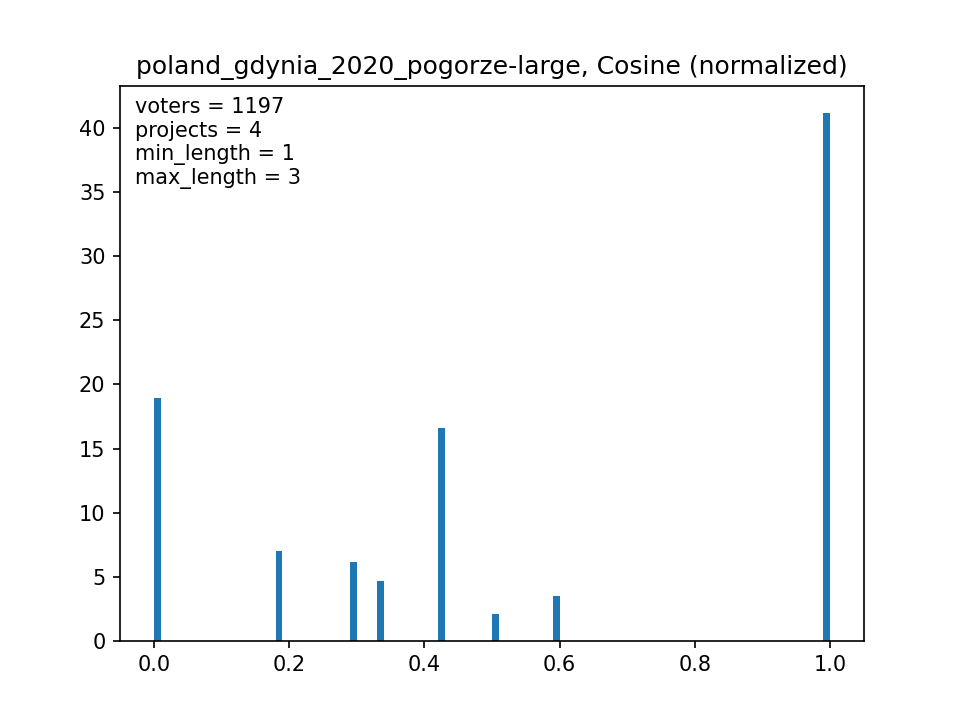 poland_gdynia_2020_pogorze-large, Cosine (normalized)
voters = 1197
projects = 4
min_length = 1
max_length = 3
40
35
30
25
20
15
10
5
0
0.0 0.2 0.4 0.6 0.8 1.0